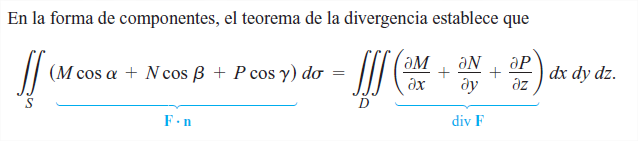 En la forma de componentes, el teorema de la divergencia establece que
∬_S (M cos α + N cos β + P cos γ) dσ = ∭_D (∂M/∂x + ∂N/∂y + ∂P/∂z) dx dy dz.
F · n div F